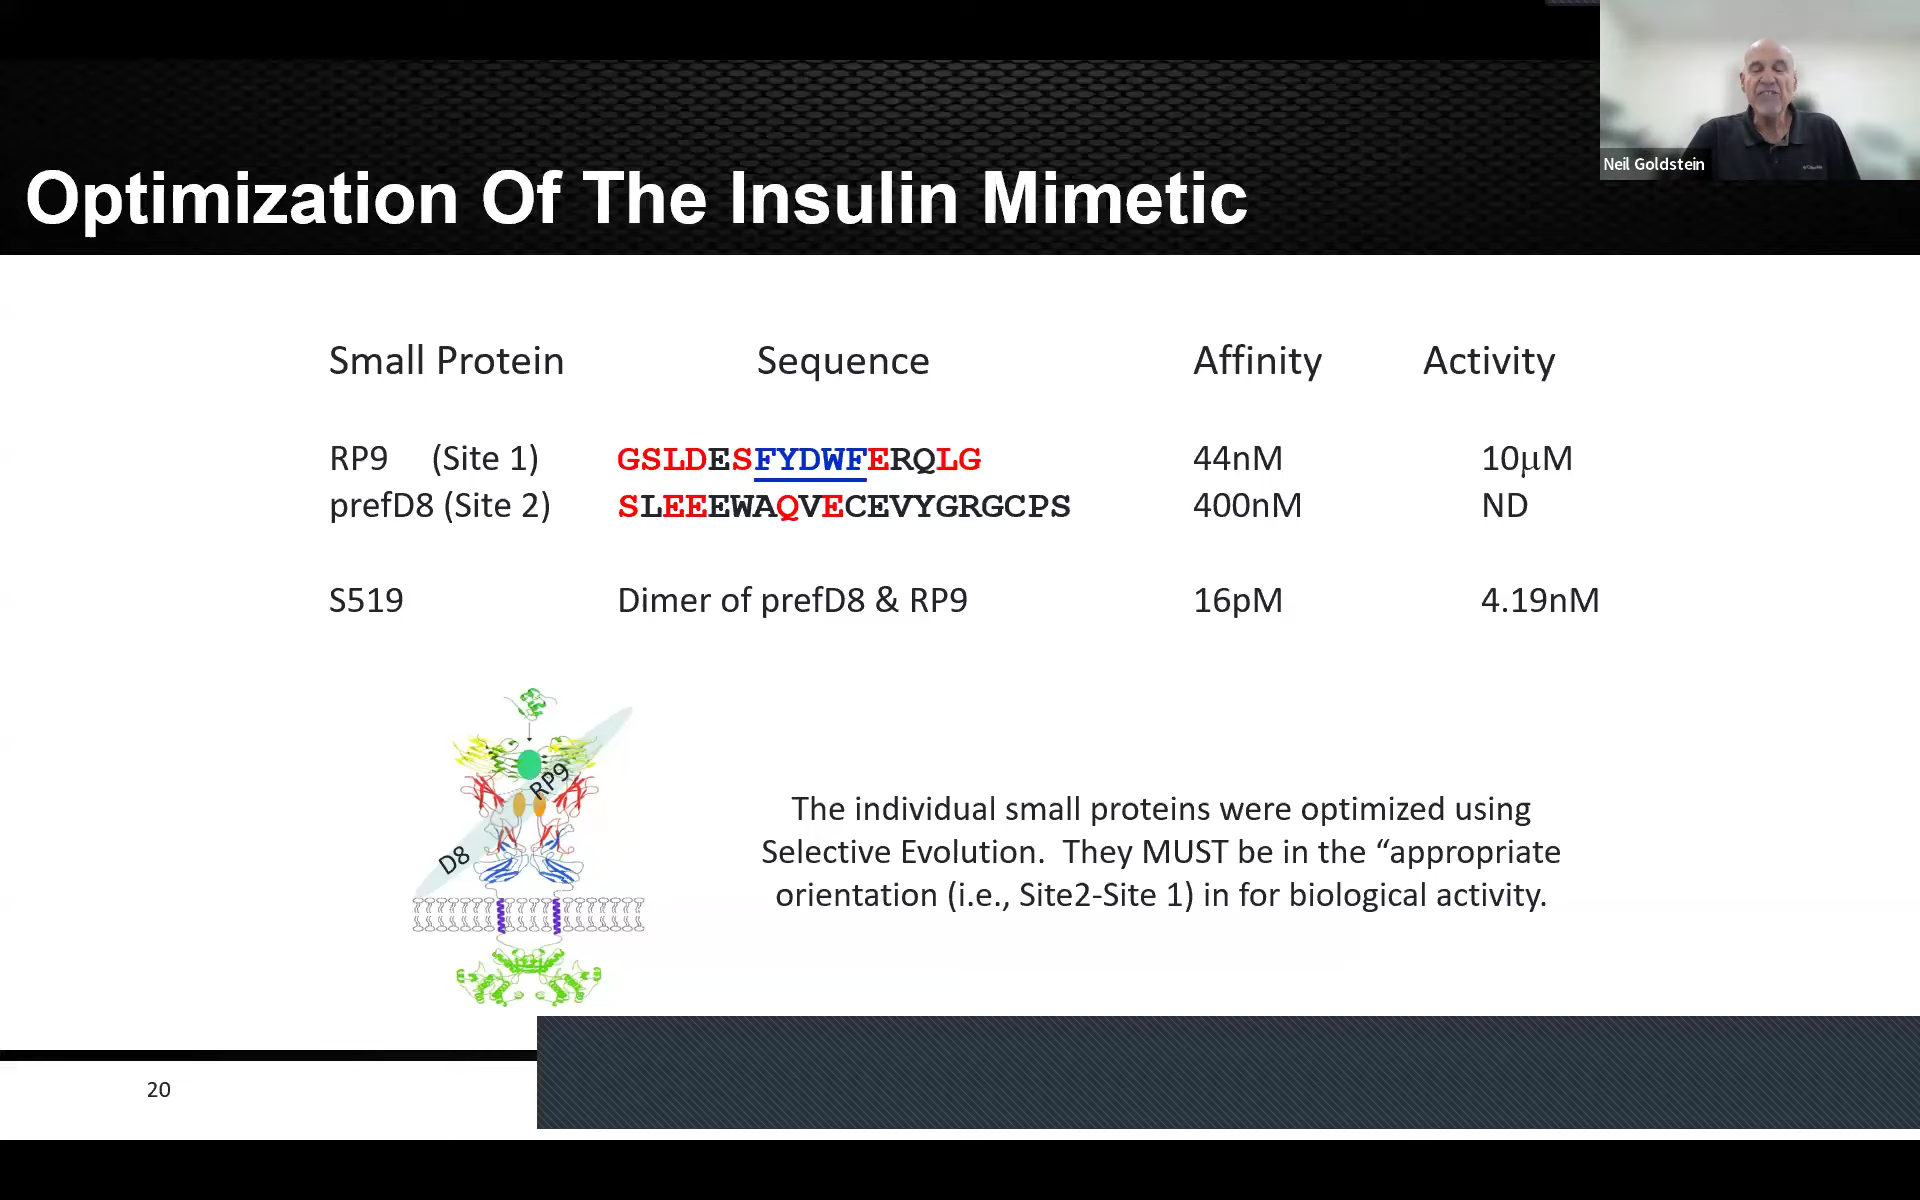 Neil Goldstein
Optimization Of The Insulin Mimetic
Small Protein Sequence Affinity Activity
RP9 (Site 1) GSLDESFYDWFERQLG 44nM 10µM
prefD8 (Site 2) SLEEEWAQVECEVYGRGCPS 400nM ND
S519 Dimer of prefD8 & RP9 16pM 4.19nM
RP9
D8
The individual small proteins were optimized using
Selective Evolution. They MUST be in the “appropriate
orientation (i.e., Site2-Site 1) in for biological activity.
20